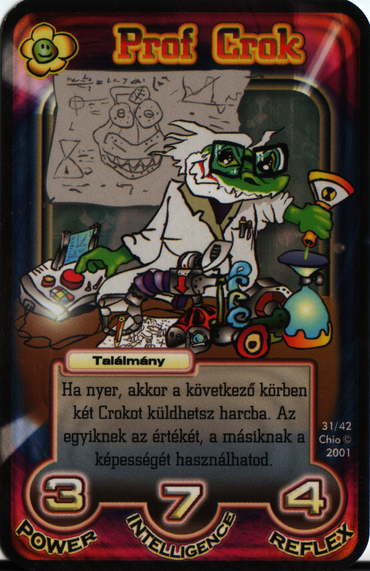 Prof Crok
Találmány
Ha nyer, akkor a következő körben
két Crokot küldhetsz harcba. Az
egyiknek az értékét, a másiknak a
képességét használhatod.
31/42
Chio ©
2001
3 7 4
POWER INTELLIGENCE REFLEX